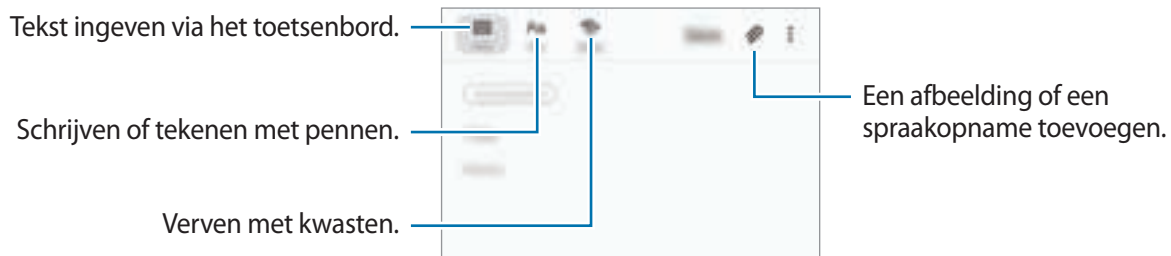 Tekst ingeven via het toetsenbord.
Schrijven of tekenen met pennen.
Verven met kwasten.
Een afbeelding of een
spraakopname toevoegen.